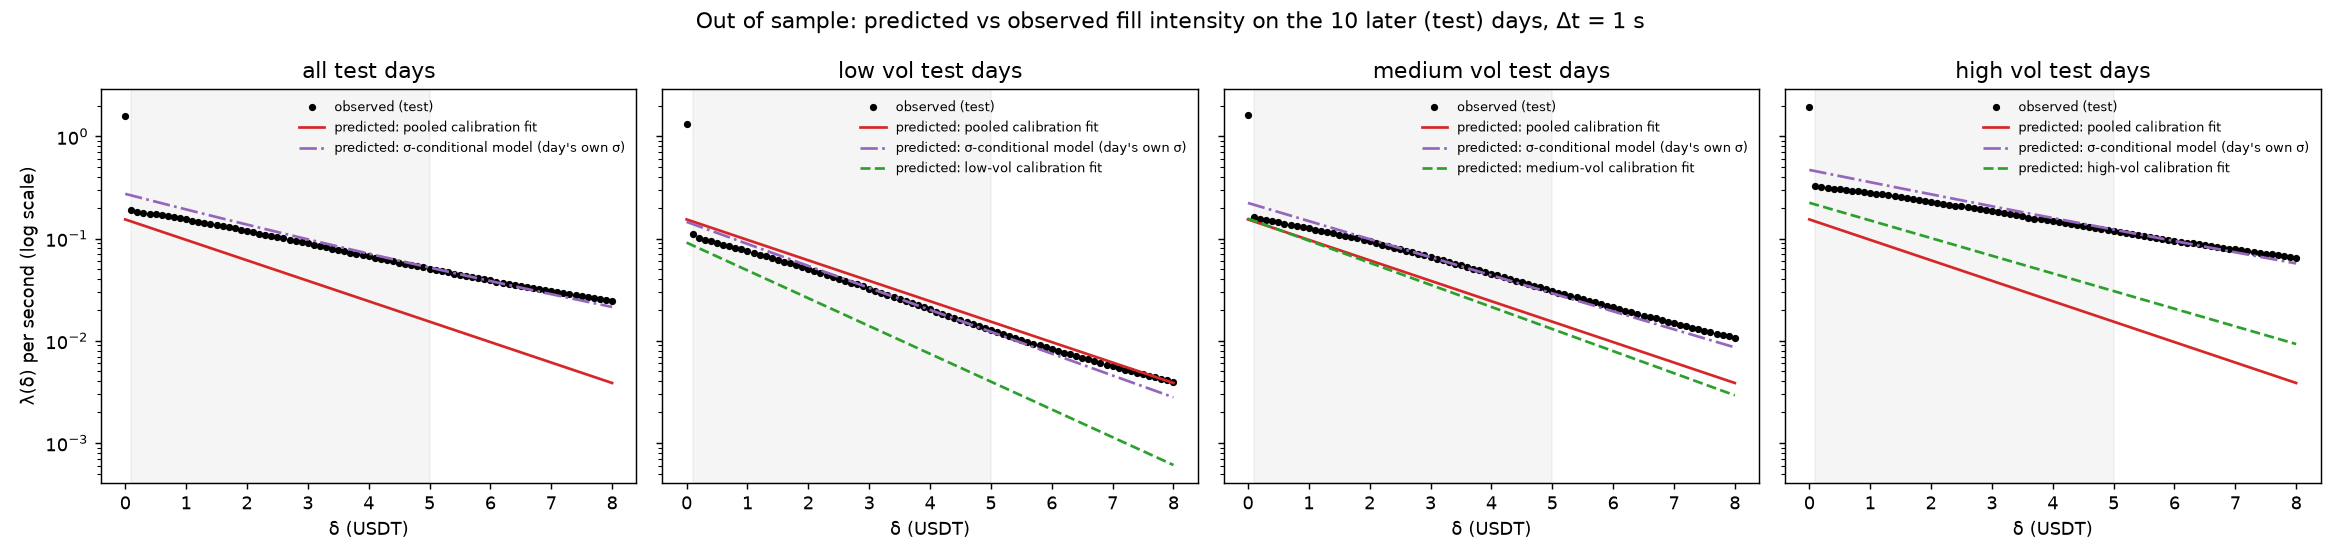 Out of sample: predicted vs observed fill intensity on the 10 later (test) days, Δt = 1 s
all test days
observed (test)
predicted: pooled calibration fit
predicted: σ-conditional model (day's own σ)
λ(δ) per second (log scale)
10⁰
10⁻¹
10⁻²
10⁻³
0 1 2 3 4 5 6 7 8
δ (USDT)
low vol test days
observed (test)
predicted: pooled calibration fit
predicted: σ-conditional model (day's own σ)
predicted: low-vol calibration fit
0 1 2 3 4 5 6 7 8
δ (USDT)
medium vol test days
observed (test)
predicted: pooled calibration fit
predicted: σ-conditional model (day's own σ)
predicted: medium-vol calibration fit
0 1 2 3 4 5 6 7 8
δ (USDT)
high vol test days
observed (test)
predicted: pooled calibration fit
predicted: σ-conditional model (day's own σ)
predicted: high-vol calibration fit
0 1 2 3 4 5 6 7 8
δ (USDT)